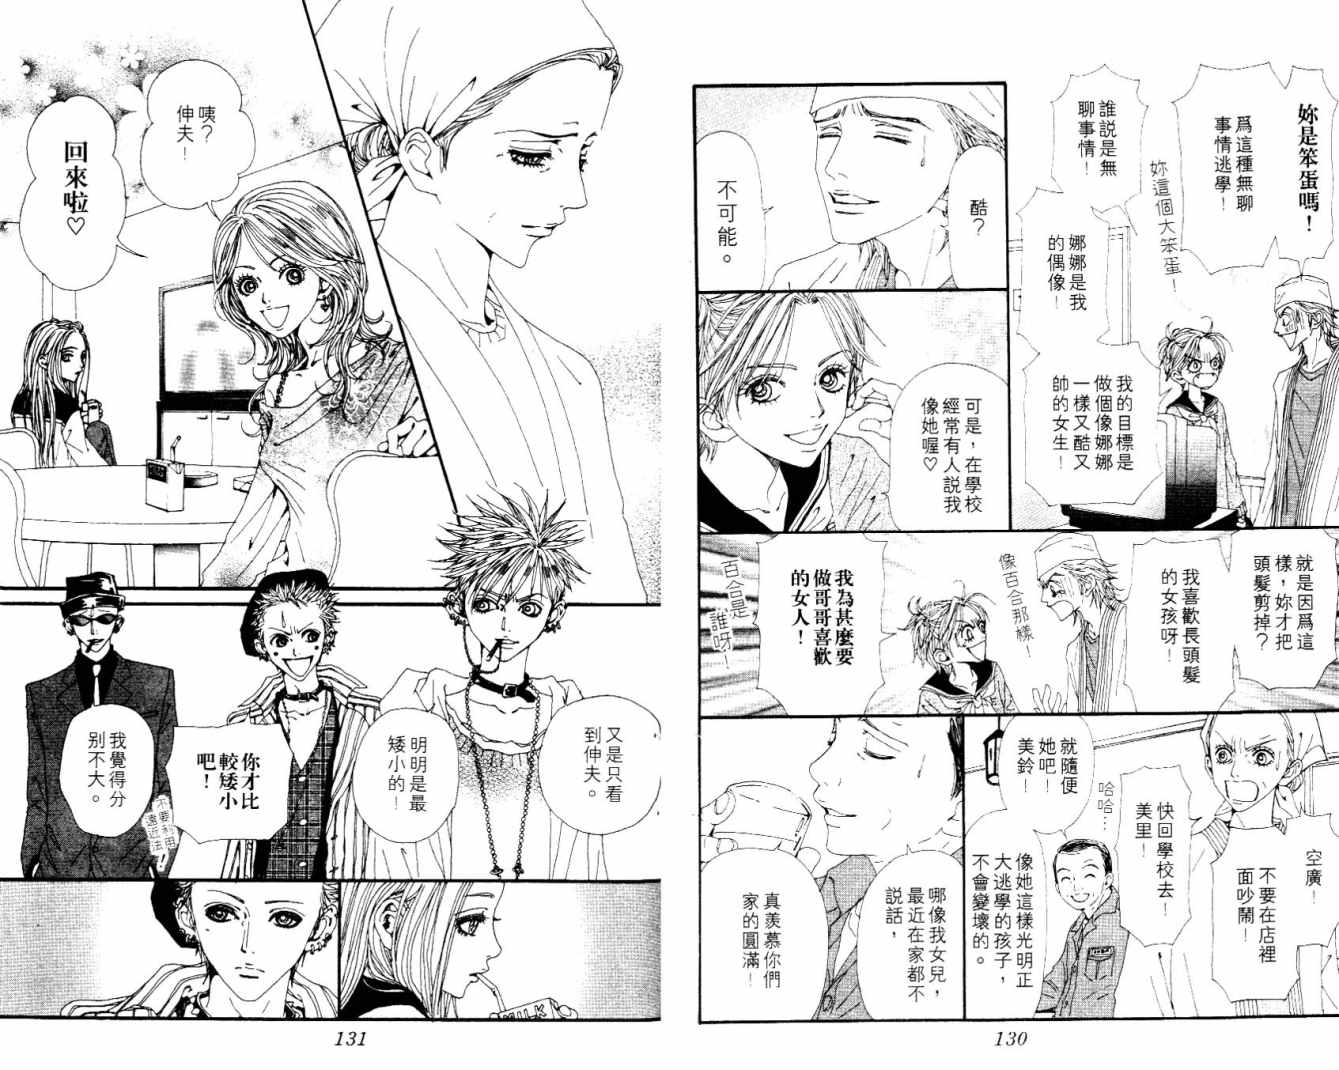 妳是笨蛋嗎！
爲這種無聊
事情逃學！
妳這個大笨蛋！
誰説是無
聊事情！
娜娜是我
的偶像！
我的目標是
做個像娜娜
一樣又酷又
帥的女生！
酷？
不可能。
可是，在學校
經常有人説我
像她喔♡
就是因爲這
樣，妳才把
頭髮剪掉？
我喜歡長頭髮
的女孩呀！
像百合那樣！
我為甚麼要
做哥哥喜歡
的女人！
百合是
誰呀！
空廣！
不要在店裡
面吵鬧！
快回學校去！
美里！
就隨便
她吧！
美鈴！
哈哈…
像她這樣光明正
大逃學的孩子，
不會變壞的。
哪像我女兒，
最近在家都不
説話，
真羨慕你們
家的圓滿！
130
咦？
伸夫！
回來啦♡
又是只看
到伸夫。
明明是最
矮小的！
你才比
較矮小
吧！
不要利用
遠近法！
我覺得分
別不大。
MILK
131